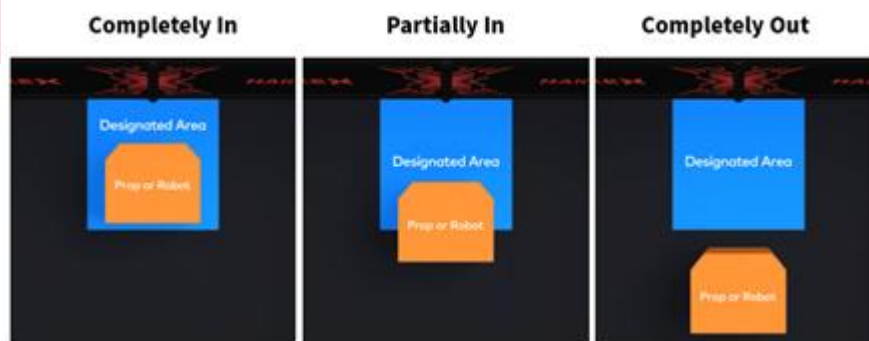 Completely In
Partially In
Completely Out
Designated Area
Prop or Robot
Designated Area
Prop or Robot
Designated Area
Prop or Robot